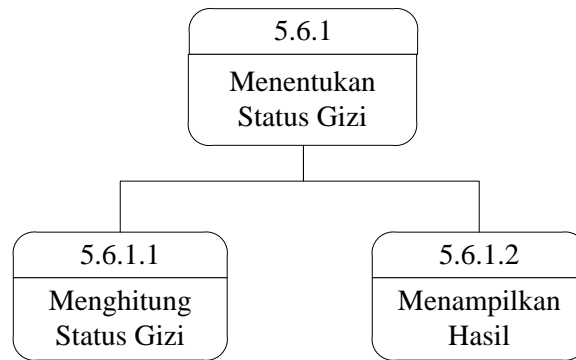 5.6.1
Menentukan
Status Gizi
5.6.1.1
Menghitung
Status Gizi
5.6.1.2
Menampilkan
Hasil